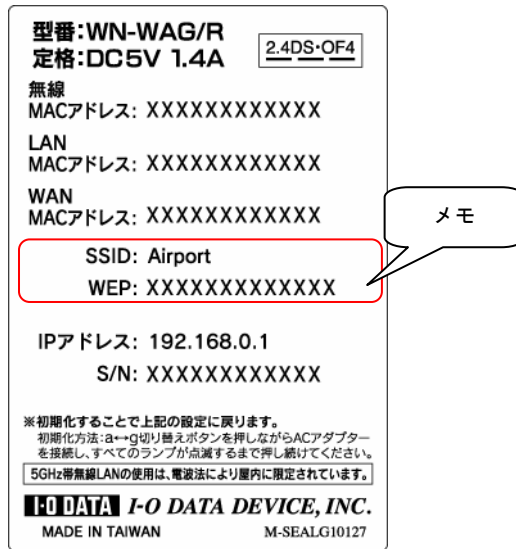 型番:WN-WAG/R
定格:DC5V 1.4A
2.4DS・OF4
無線
MACアドレス: XXXXXXXXXXXX
LAN
MACアドレス: XXXXXXXXXXXX
WAN
MACアドレス: XXXXXXXXXXXX
メモ
SSID: Airport
WEP: XXXXXXXXXXXXX
IPアドレス: 192.168.0.1
S/N: XXXXXXXXXXXX
※初期化することで上記の設定に戻ります。
初期化方法:a↔g切り替えボタンを押しながらACアダプター
を接続し、すべてのランプが点滅するまで押し続けてください。
5GHz帯無線LANの使用は、電波法により屋内に限定されています。
I-O DATA I-O DATA DEVICE, INC.
MADE IN TAIWAN M-SEALG10127